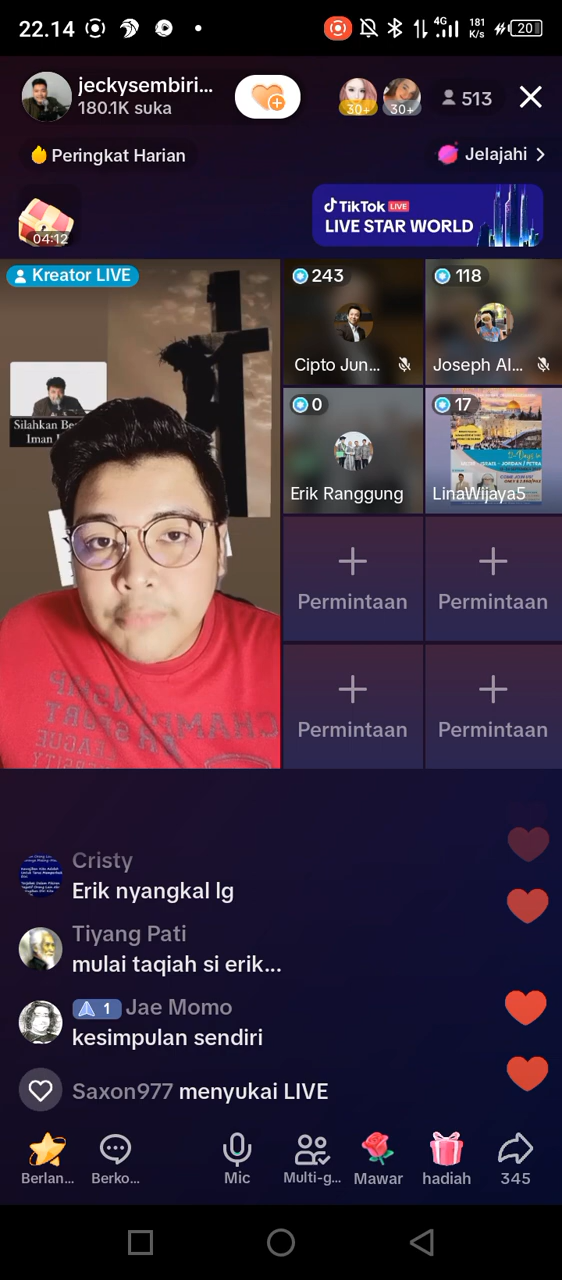 22.14
4G
181
K/s
20
jeckysembiri...
180.1K suka
30+
30+
513
Peringkat Harian
Jelajahi
04:12
TikTok LIVE
LIVE STAR WORLD
Kreator LIVE
243
118
Cipto Jun...
Joseph Al...
Silahkan
Iman
0
17
Erik Ranggung
LinaWijaya5
Permintaan
Permintaan
Permintaan
Permintaan
Cristy
Erik nyangkal lg
Tiyang Pati
mulai taqiah si erik...
1 Jae Momo
kesimpulan sendiri
Saxon977 menyukai LIVE
Berlan...
Berko...
Mic
Multi-g...
Mawar
hadiah
345